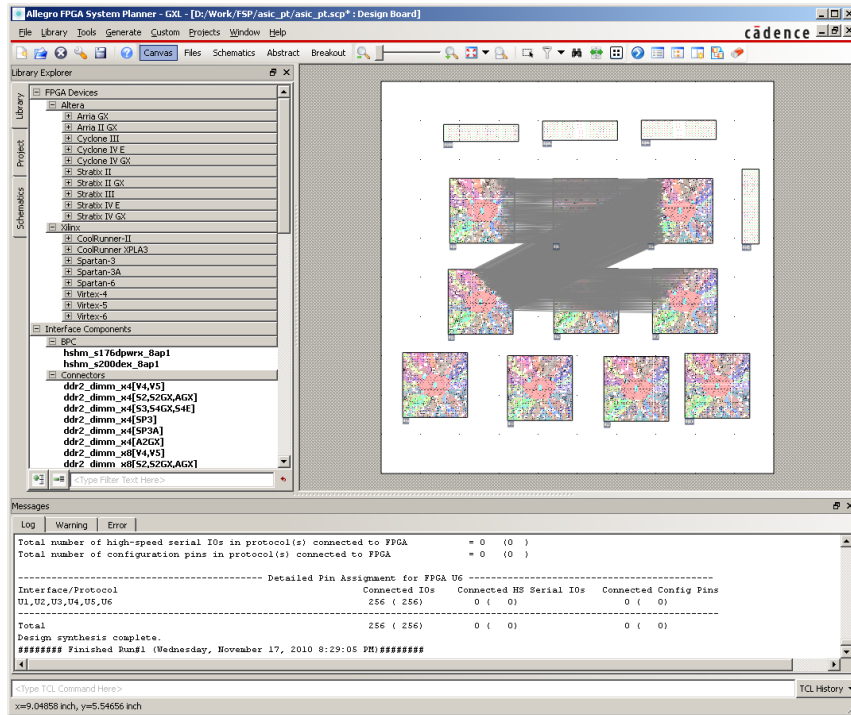 Allegro FPGA System Planner - GXL - [D:/Work/FSP/asic_pt/asic_pt.scp* : Design Board]
File Library Tools Generate Custom Projects Window Help
cādence
Canvas Files Schematics Abstract Breakout
Library Explorer
Library
Project
Schematics
FPGA Devices
Altera
Arria GX
Arria II GX
Cyclone III
Cyclone IV E
Cyclone IV GX
Stratix II
Stratix II GX
Stratix III
Stratix IV E
Stratix IV GX
Xilinx
CoolRunner-II
CoolRunner XPLA3
Spartan-3
Spartan-3A
Spartan-6
Virtex-4
Virtex-5
Virtex-6
Interface Components
BPC
hshm_s176dpwrx_8ap1
hshm_s200dex_8ap1
Connectors
ddr2_dimm_x4[V4,V5]
ddr2_dimm_x4[S2,S2GX,AGX]
ddr2_dimm_x4[S3,S4GX,S4E]
ddr2_dimm_x4[SP3]
ddr2_dimm_x4[SP3A]
ddr2_dimm_x4[A2GX]
ddr2_dimm_x8[V4,V5]
ddr2_dimm_x8[S2,S2GX,AGX]
<Type Filter Text Here>
Messages
Log Warning Error
Total number of high-speed serial IOs in protocol(s) connected to FPGA = 0 (0 )
Total number of configuration pins in protocol(s) connected to FPGA = 0 (0 )
---------------------------------------- Detailed Pin Assignment for FPGA U6 ----------------------------------------
Interface/Protocol Connected IOs Connected HS Serial IOs Connected Config Pins
U1,U2,U3,U4,U5,U6 256 ( 256) 0 ( 0) 0 ( 0)
Total 256 ( 256) 0 ( 0) 0 ( 0)
Design synthesis complete.
######## Finished Run#1 (Wednesday, November 17, 2010 8:29:05 PM)########
<Type TCL Command Here>
TCL History
x=9.04858 inch, y=5.54656 inch